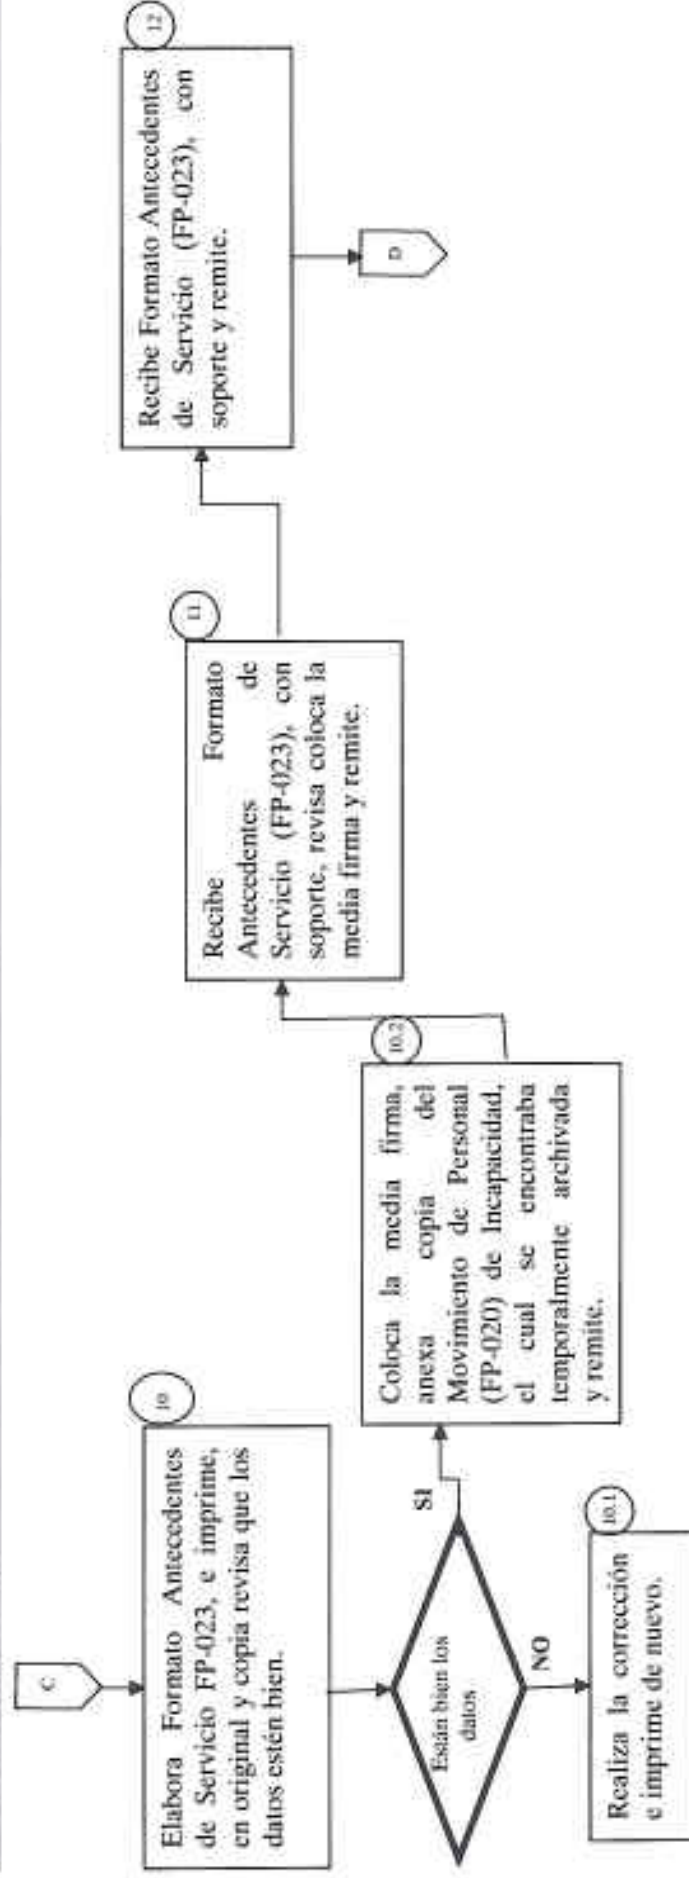 C
10
Elabora Formato Antecedentes
de Servicio FP-023, e imprime,
en original y copia revisa que los
datos estén bien.
Están bien los
datos
SI
NO
10.1
Realiza la corrección
e imprime de nuevo.
10.2
Coloca la media firma,
anexa copia del
Movimiento de Personal
(FP-020) de Incapacidad,
el cual se encontraba
temporalmente archivada
y remite.
11
Recibe Formato
Antecedentes de
Servicio (FP-023), con
soporte, revisa coloca la
media firma y remite.
12
Recibe Formato Antecedentes
de Servicio (FP-023), con
soporte y remite.
D